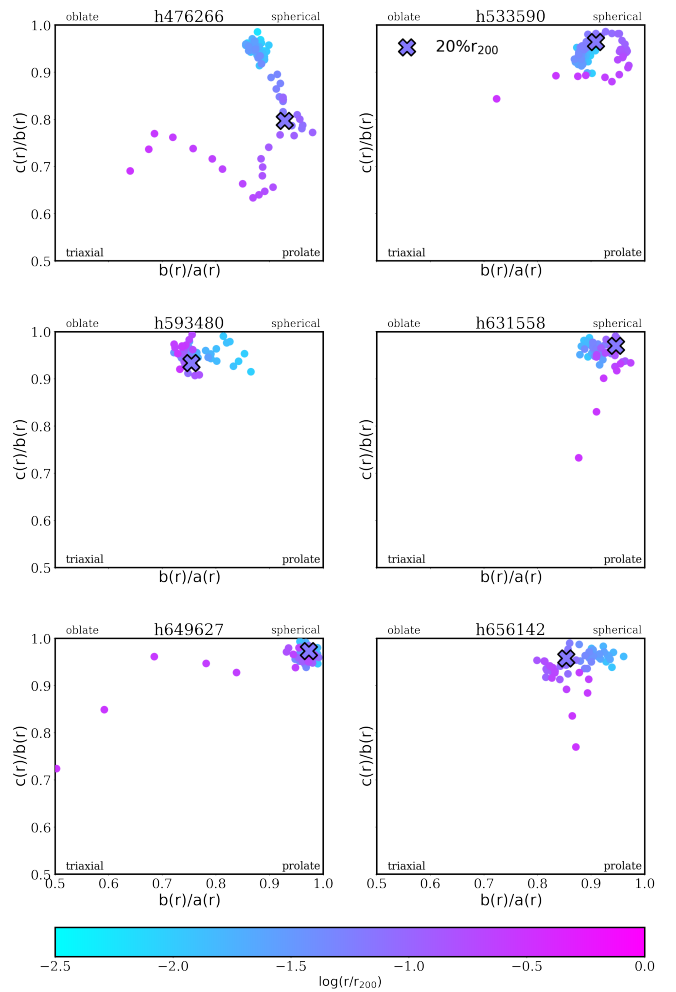 h476266
oblate spherical
1.0
0.9
0.8
0.7
0.6
0.5
c(r)/b(r)
triaxial prolate
b(r)/a(r)
h533590
oblate spherical
20%r200
c(r)/b(r)
triaxial prolate
b(r)/a(r)
h593480
oblate spherical
1.0
0.9
0.8
0.7
0.6
0.5
c(r)/b(r)
triaxial prolate
b(r)/a(r)
h631558
oblate spherical
c(r)/b(r)
triaxial prolate
b(r)/a(r)
h649627
oblate spherical
1.0
0.9
0.8
0.7
0.6
0.5
c(r)/b(r)
triaxial prolate
0.5 0.6 0.7 0.8 0.9 1.0
b(r)/a(r)
h656142
oblate spherical
c(r)/b(r)
triaxial prolate
0.5 0.6 0.7 0.8 0.9 1.0
b(r)/a(r)
−2.5 −2.0 −1.5 −1.0 −0.5 0.0
log(r/r200)